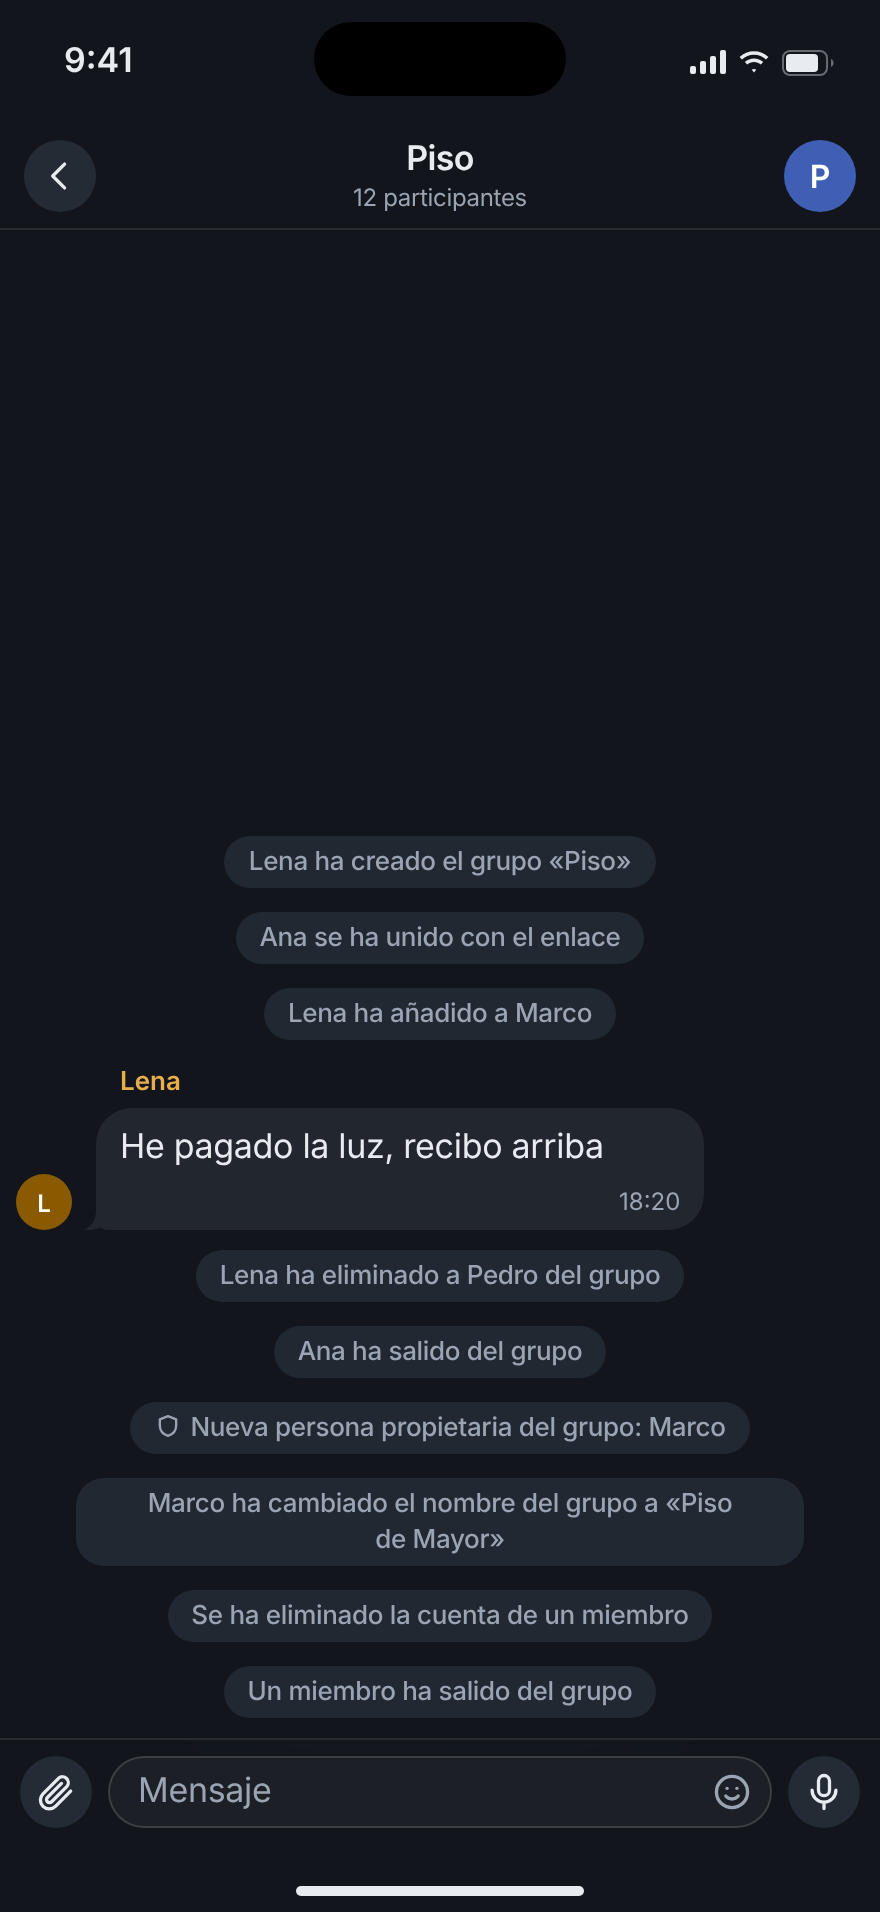 9:41
Piso
12 participantes
P
Lena ha creado el grupo «Piso»
Ana se ha unido con el enlace
Lena ha añadido a Marco
Lena
He pagado la luz, recibo arriba
18:20
L
Lena ha eliminado a Pedro del grupo
Ana ha salido del grupo
Nueva persona propietaria del grupo: Marco
Marco ha cambiado el nombre del grupo a «Piso
de Mayor»
Se ha eliminado la cuenta de un miembro
Un miembro ha salido del grupo
Mensaje